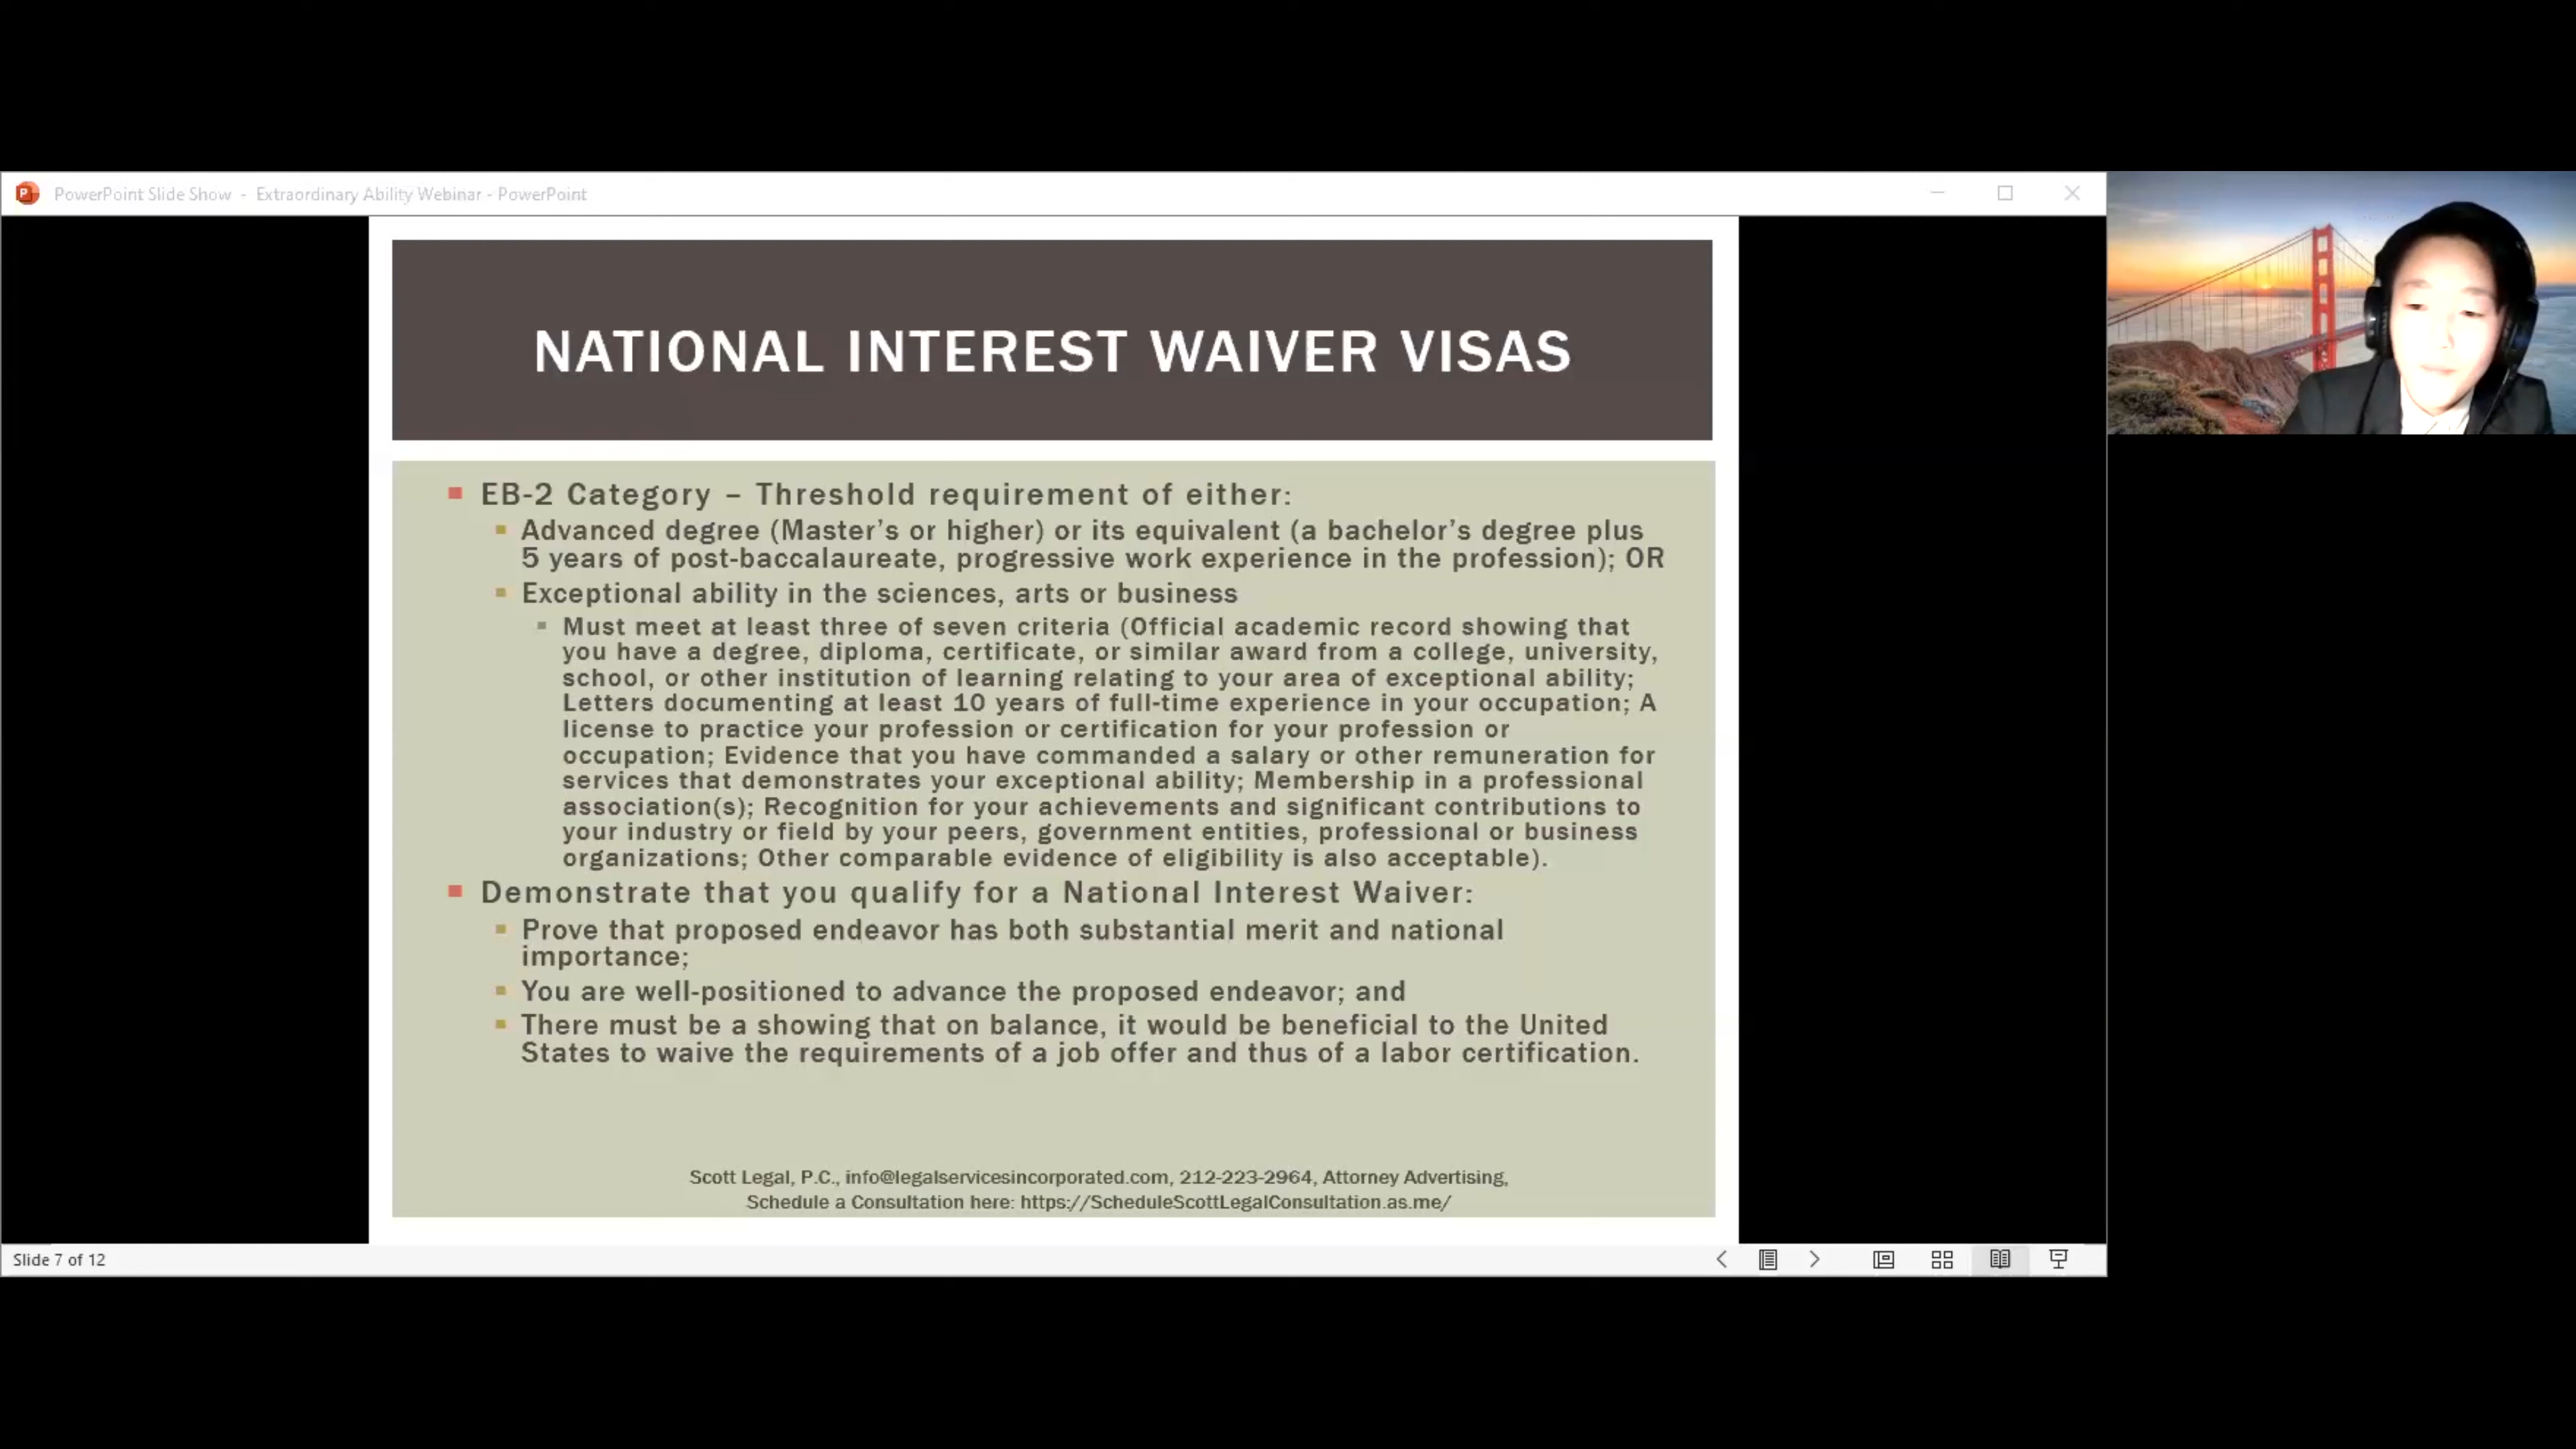 PowerPoint Slide Show - Extraordinary Ability Webinar - PowerPoint
NATIONAL INTEREST WAIVER VISAS
EB-2 Category – Threshold requirement of either:
Advanced degree (Master's or higher) or its equivalent (a bachelor's degree plus
5 years of post-baccalaureate, progressive work experience in the profession); OR
Exceptional ability in the sciences, arts or business
Must meet at least three of seven criteria (Official academic record showing that
you have a degree, diploma, certificate, or similar award from a college, university,
school, or other institution of learning relating to your area of exceptional ability;
Letters documenting at least 10 years of full-time experience in your occupation; A
license to practice your profession or certification for your profession or
occupation; Evidence that you have commanded a salary or other remuneration for
services that demonstrates your exceptional ability; Membership in a professional
association(s); Recognition for your achievements and significant contributions to
your industry or field by your peers, government entities, professional or business
organizations; Other comparable evidence of eligibility is also acceptable).
Demonstrate that you qualify for a National Interest Waiver:
Prove that proposed endeavor has both substantial merit and national
importance;
You are well-positioned to advance the proposed endeavor; and
There must be a showing that on balance, it would be beneficial to the United
States to waive the requirements of a job offer and thus of a labor certification.
Scott Legal, P.C., info@legalservicesincorporated.com, 212-223-2964, Attorney Advertising,
Schedule a Consultation here: https://ScheduleScottLegalConsultation.as.me/
Slide 7 of 12